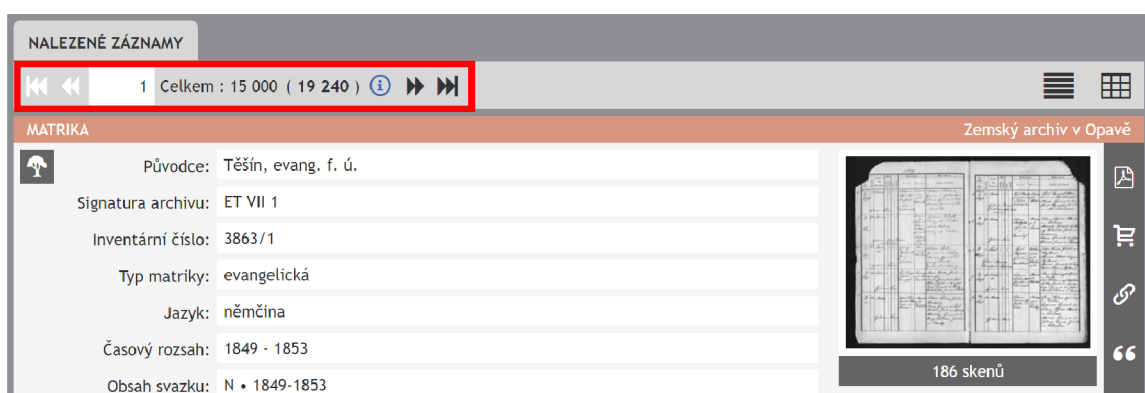 NALEZENÉ ZÁZNAMY
1 Celkem : 15 000 ( 19 240 )
MATRIKA Zemský archiv v Opavě
Původce: Těšín, evang. f. ú.
Signatura archivu: ET VII 1
Inventární číslo: 3863/1
Typ matriky: evangelická
Jazyk: němčina
Časový rozsah: 1849 - 1853
Obsah svazku: N • 1849-1853
186 skenů